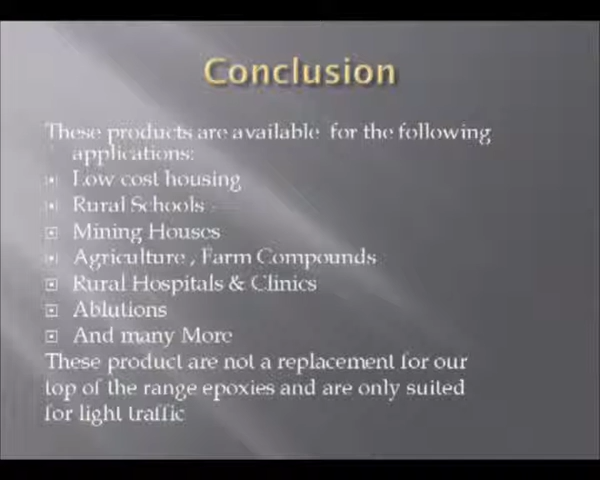 Conclusion
These products are available for the following
applications:
Low cost housing
Rural Schools
Mining Houses
Agriculture , Farm Compounds
Rural Hospitals & Clinics
Ablutions
And many More
These product are not a replacement for our
top of the range epoxies and are only suited
for light traffic